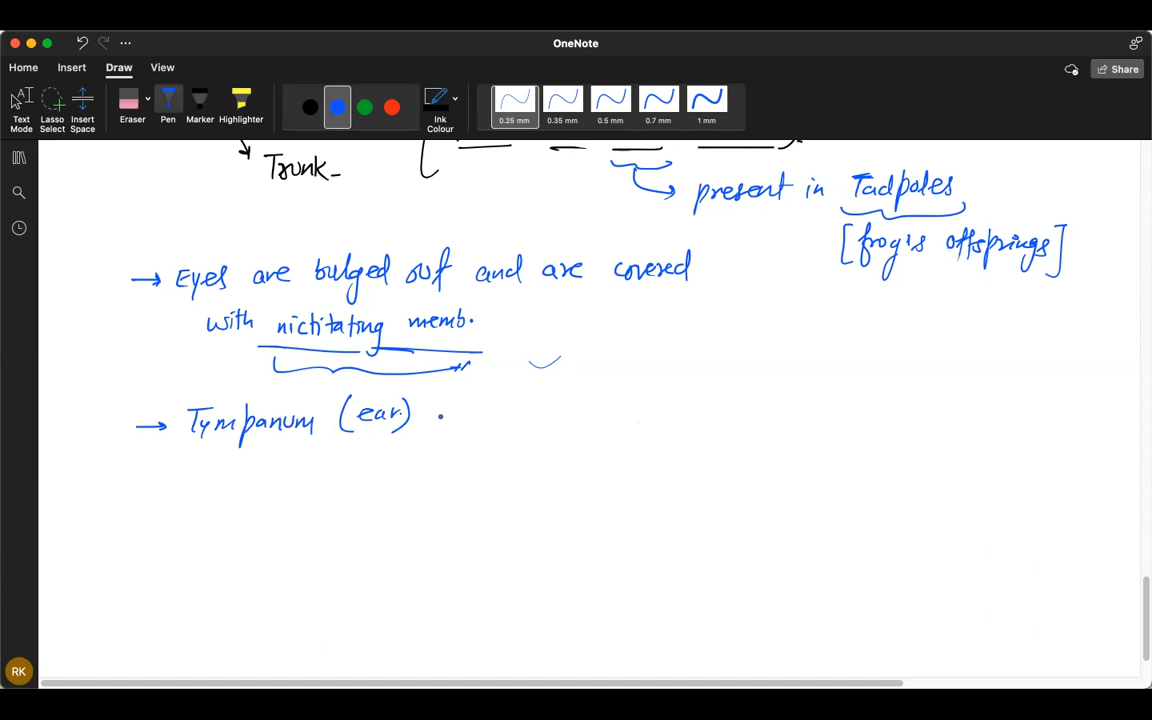 OneNote
Home Insert Draw View
Share
Text Mode
Lasso Select
Insert Space
Eraser
Pen
Marker
Highlighter
Ink Colour
0.25 mm
0.35 mm
0.5 mm
0.7 mm
1 mm
Trunk
present in Tadpoles
[frog's offsprings]
→ Eyes are bulged out and are covered
with nictitating memb.
→ Tympanum (ear)
RK